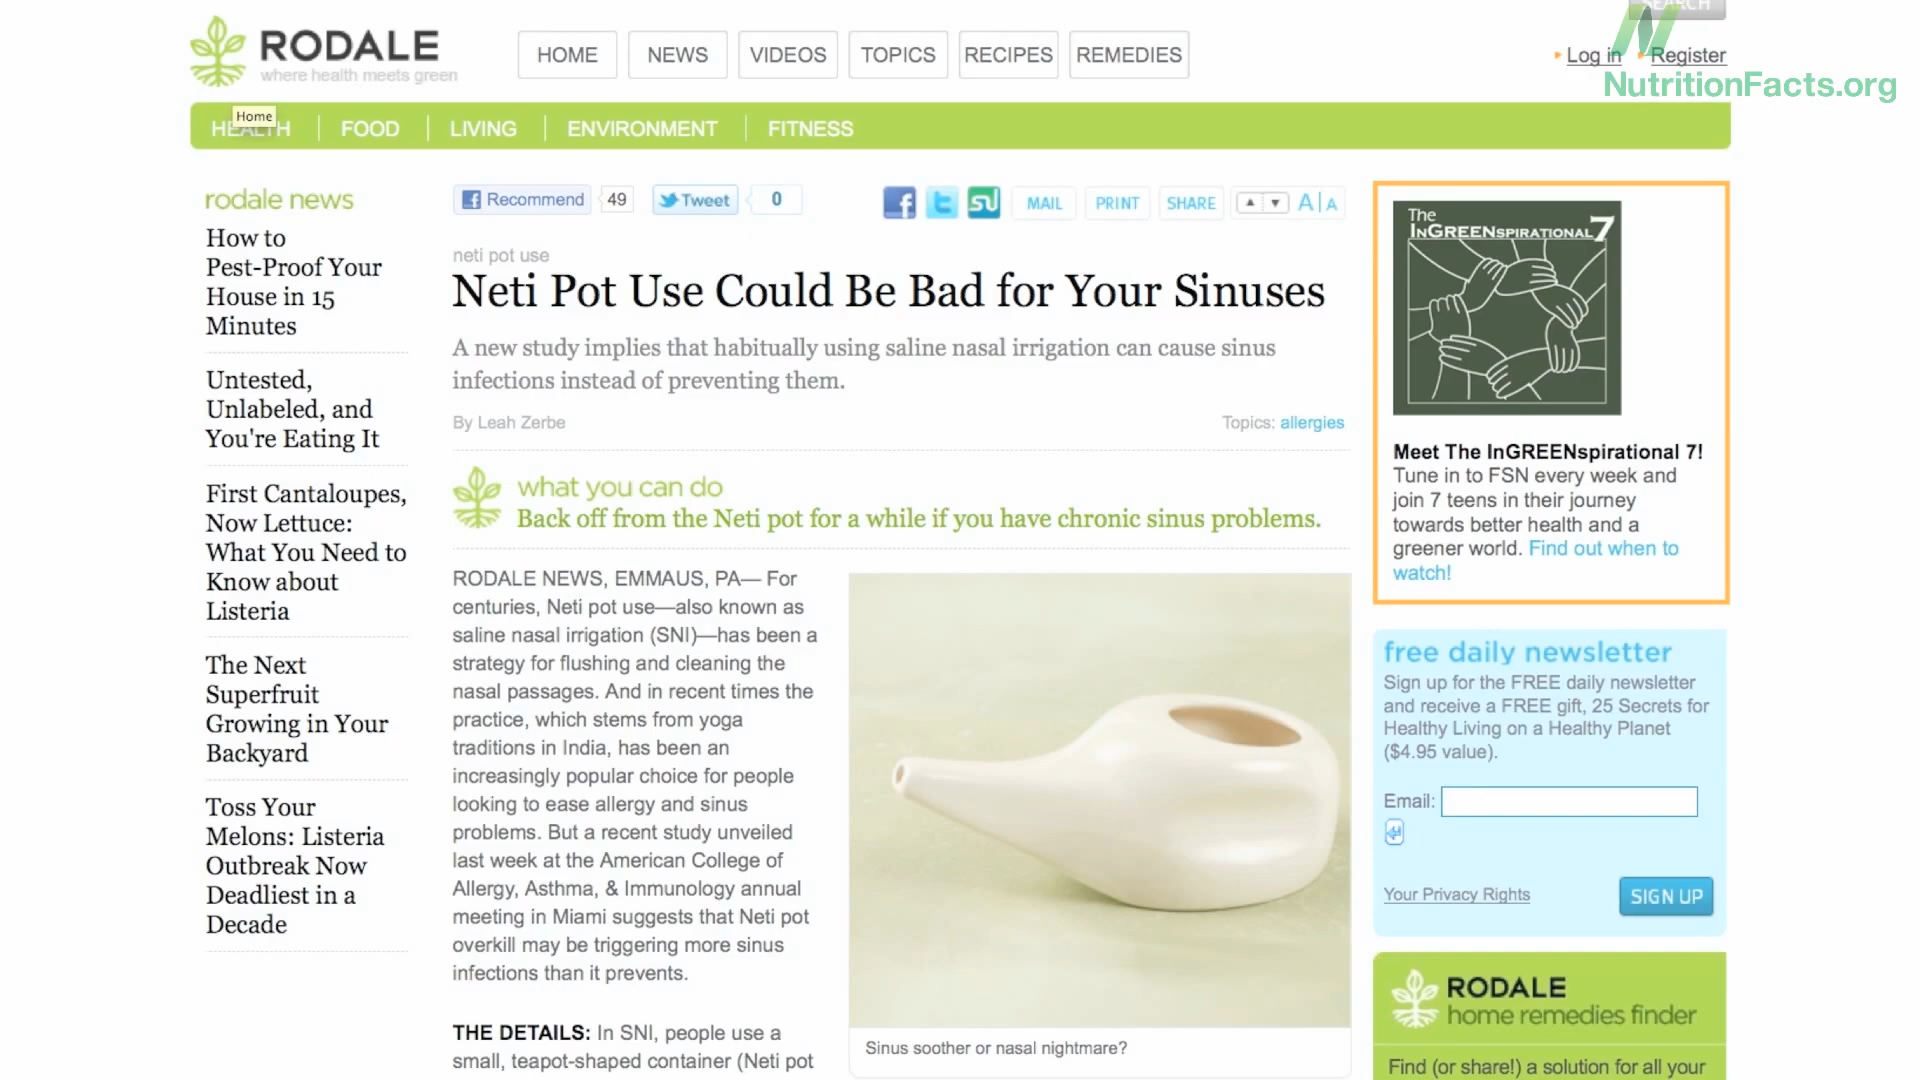 RODALE
where health meets green
HOME
NEWS
VIDEOS
TOPICS
RECIPES
REMEDIES
SEARCH
Log in
Register
NutritionFacts.org
Home
HEALTH
FOOD
LIVING
ENVIRONMENT
FITNESS
rodale news
How to
Pest-Proof Your
House in 15
Minutes
Untested,
Unlabeled, and
You're Eating It
First Cantaloupes,
Now Lettuce:
What You Need to
Know about
Listeria
The Next
Superfruit
Growing in Your
Backyard
Toss Your
Melons: Listeria
Outbreak Now
Deadliest in a
Decade
Recommend
49
Tweet
0
MAIL
PRINT
SHARE
A|A
neti pot use
Neti Pot Use Could Be Bad for Your Sinuses
A new study implies that habitually using saline nasal irrigation can cause sinus
infections instead of preventing them.
By Leah Zerbe
Topics: allergies
what you can do
Back off from the Neti pot for a while if you have chronic sinus problems.
RODALE NEWS, EMMAUS, PA— For
centuries, Neti pot use—also known as
saline nasal irrigation (SNI)—has been a
strategy for flushing and cleaning the
nasal passages. And in recent times the
practice, which stems from yoga
traditions in India, has been an
increasingly popular choice for people
looking to ease allergy and sinus
problems. But a recent study unveiled
last week at the American College of
Allergy, Asthma, & Immunology annual
meeting in Miami suggests that Neti pot
overkill may be triggering more sinus
infections than it prevents.
THE DETAILS: In SNI, people use a
small, teapot-shaped container (Neti pot
Sinus soother or nasal nightmare?
The
InGREENspirational 7
Meet The InGREENspirational 7!
Tune in to FSN every week and
join 7 teens in their journey
towards better health and a
greener world. Find out when to
watch!
free daily newsletter
Sign up for the FREE daily newsletter
and receive a FREE gift, 25 Secrets for
Healthy Living on a Healthy Planet
($4.95 value).
Email:
Your Privacy Rights
SIGN UP
RODALE
home remedies finder
Find (or share!) a solution for all your